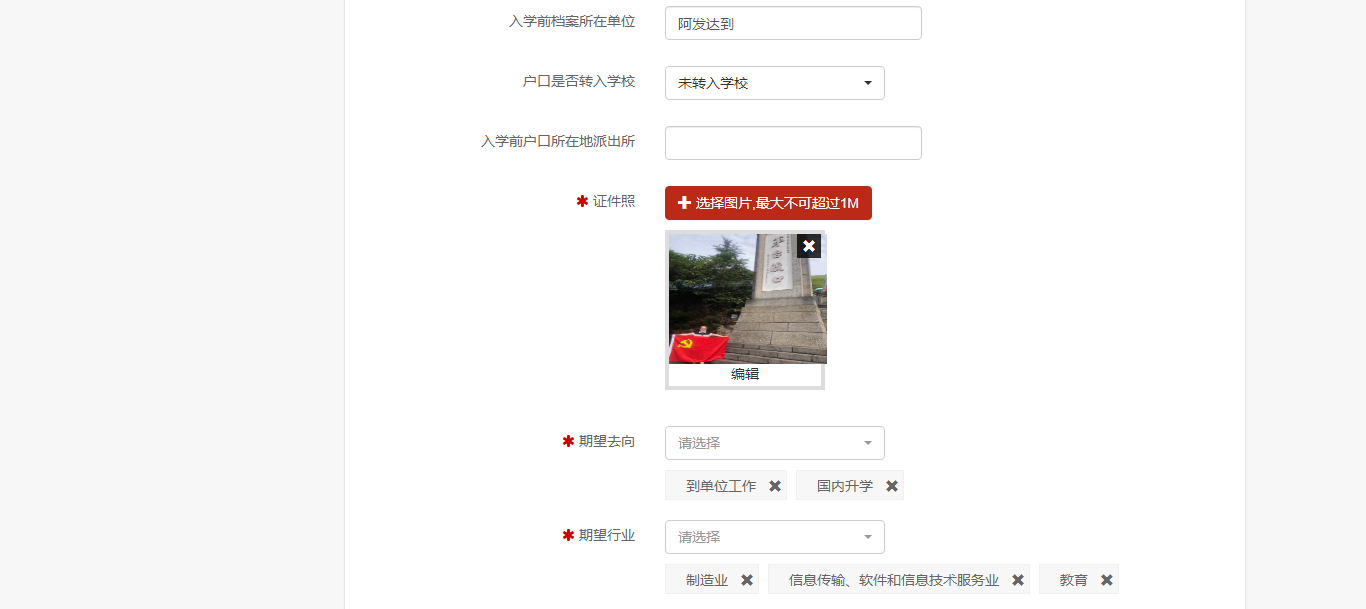 入学前档案所在单位 阿发达到
户口是否转入学校 未转入学校
入学前户口所在地派出所
证件照 选择图片,最大不可超过1M
编辑
期望去向 请选择
到单位工作 国内升学
期望行业 请选择
制造业 信息传输、软件和信息技术服务业 教育